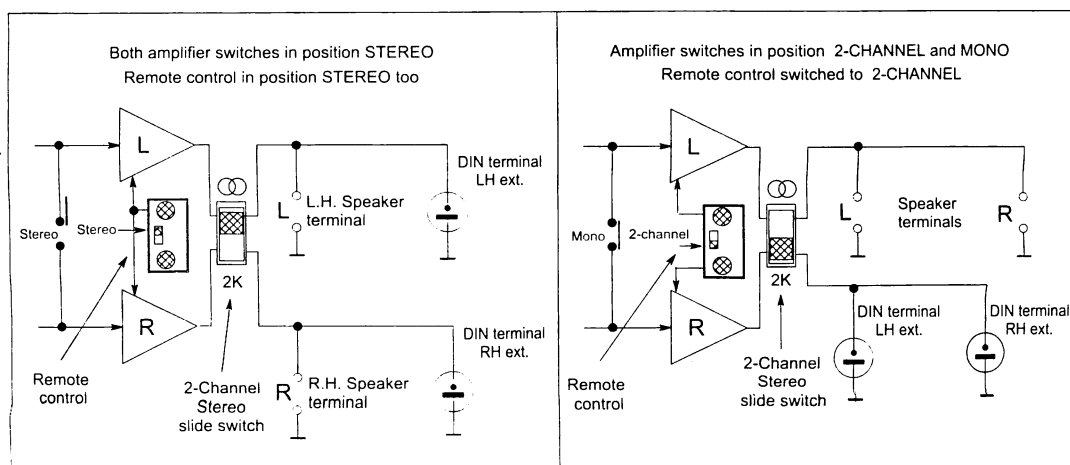 Both amplifier switches in position STEREO
Remote control in position STEREO too
L
DIN terminal
LH ext.
L
L.H. Speaker
terminal
Stereo
Stereo
2K
R
DIN terminal
RH ext.
Remote
control
2-Channel
Stereo
slide switch
R
R.H. Speaker
terminal
Amplifier switches in position 2-CHANNEL and MONO
Remote control switched to 2-CHANNEL
L
L
Speaker
terminals
R
Mono
2-channel
2K
R
DIN terminal
LH ext.
DIN terminal
RH ext.
Remote
control
2-Channel
Stereo
slide switch